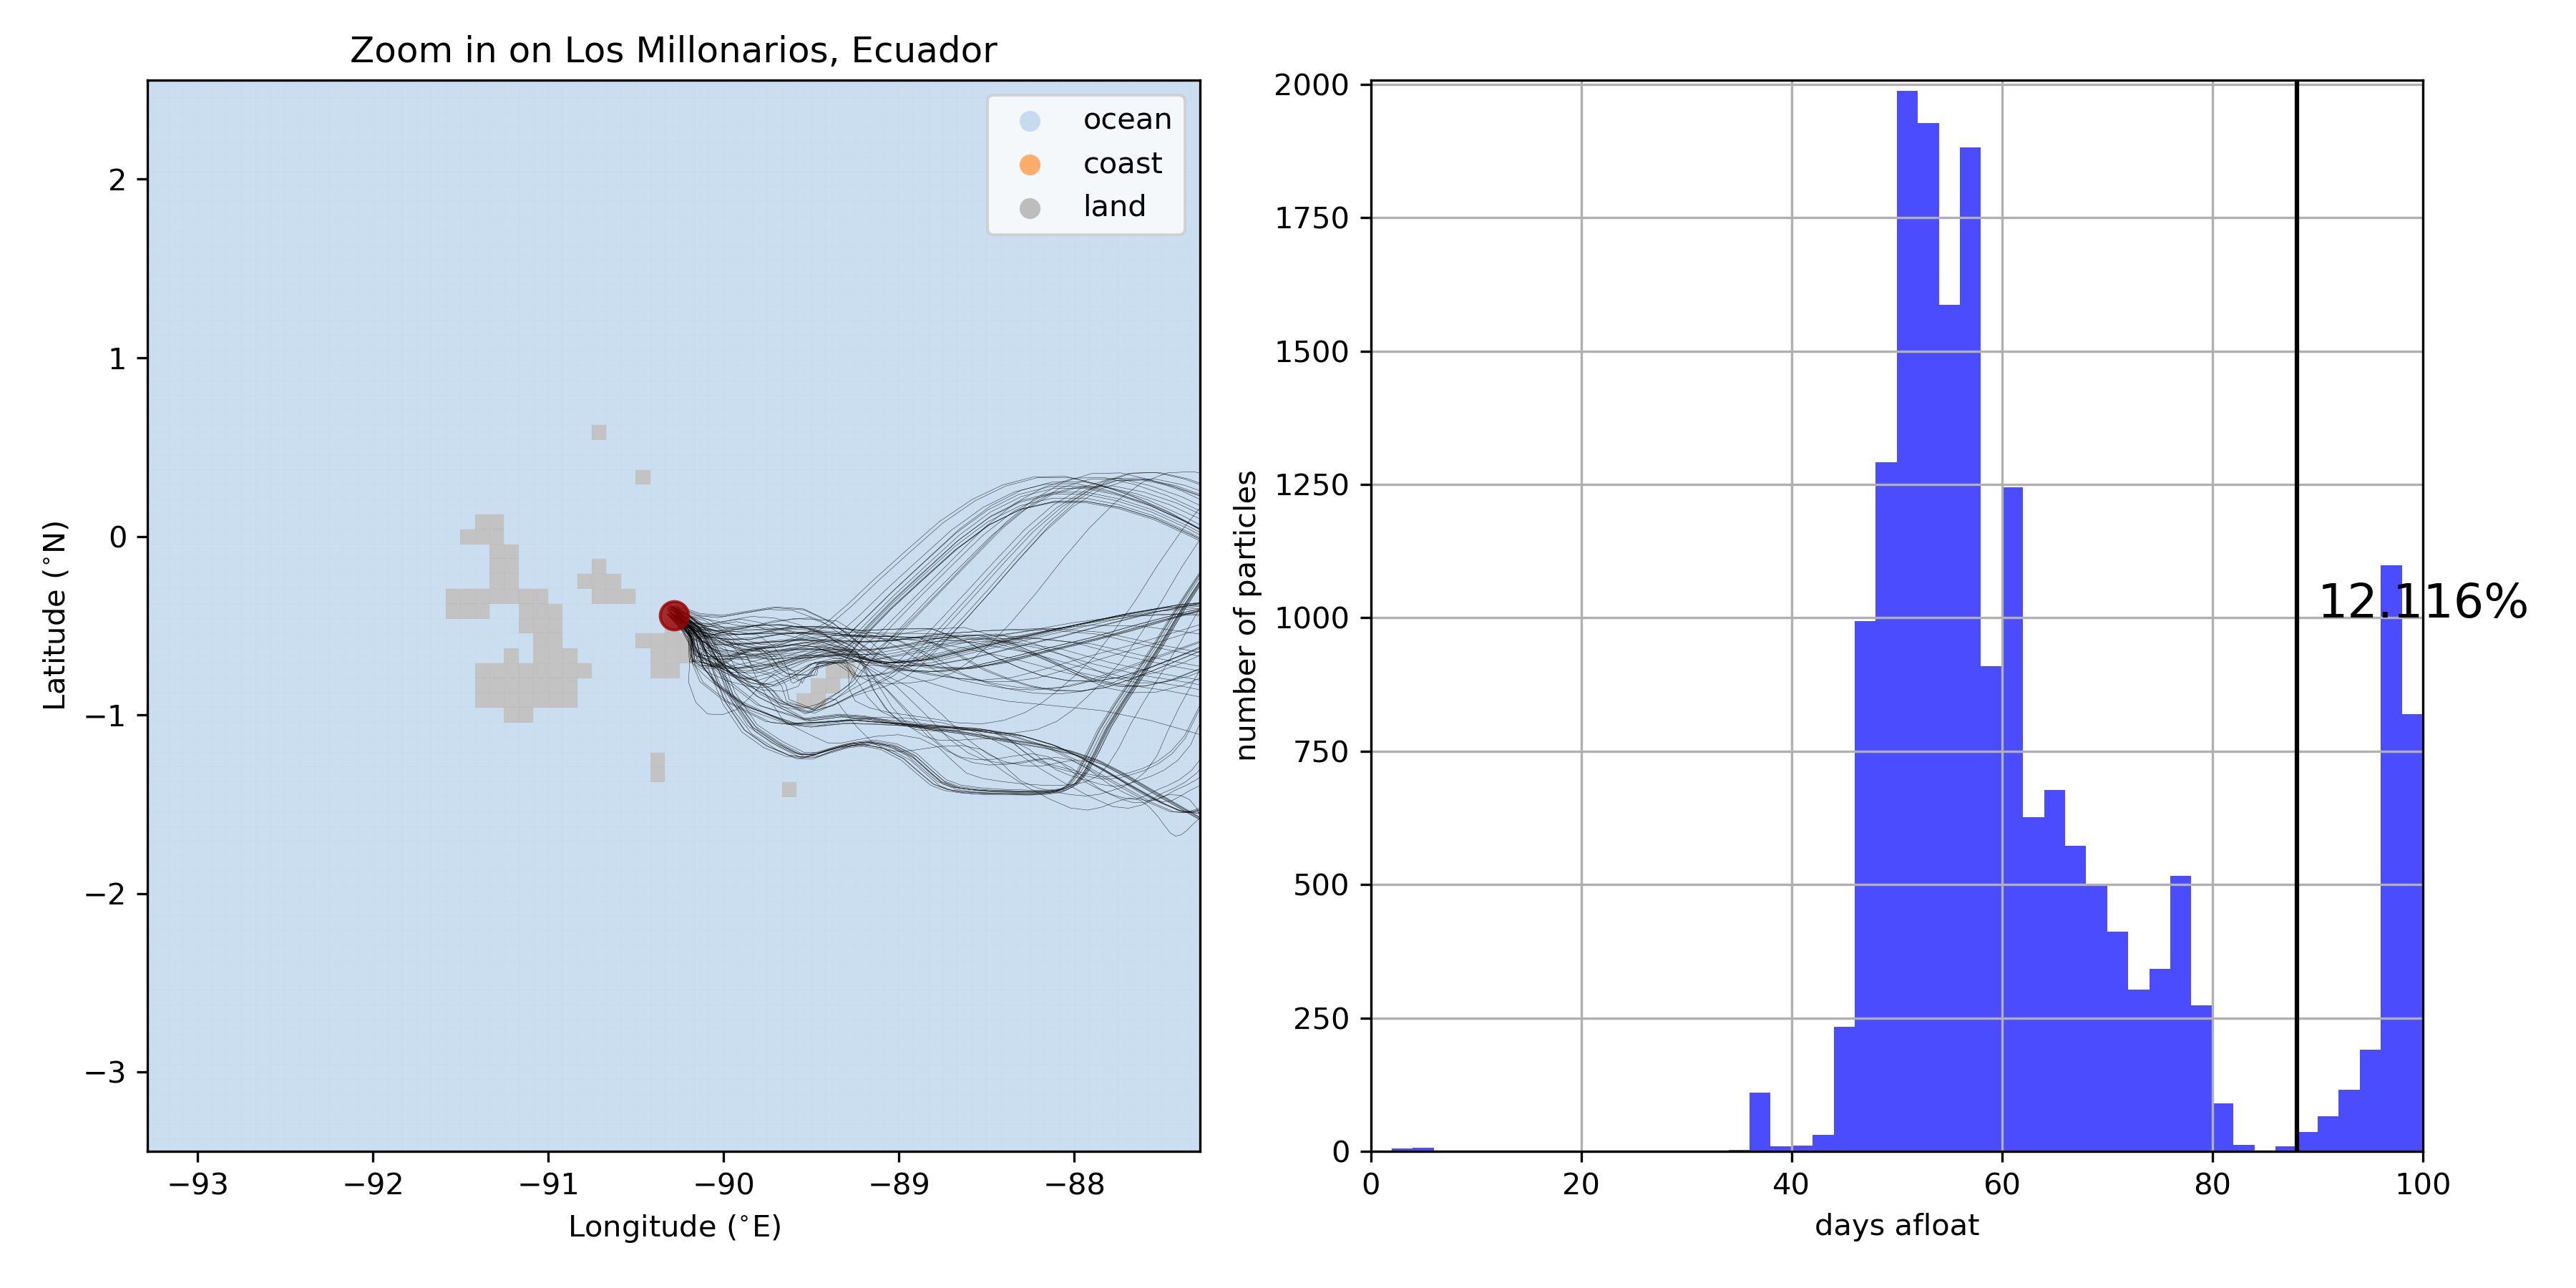 Zoom in on Los Millonarios, Ecuador
ocean
coast
land
2
1
0
−1
−2
−3
Latitude (°N)
−93 −92 −91 −90 −89 −88
Longitude (°E)
2000
1750
1500
1250
1000
750
500
250
0
number of particles
12.116%
0 20 40 60 80 100
days afloat